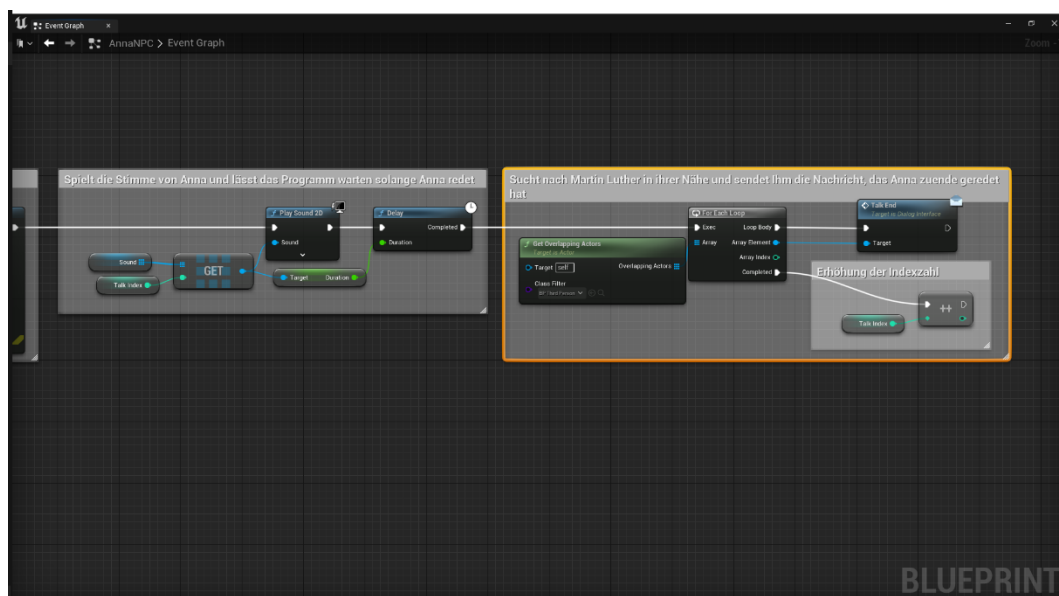 Event Graph
AnnaNPC > Event Graph
Zoom
Spielt die Stimme von Anna und lässt das Programm warten solange Anna redet
Sound
Talk Index
GET
Play Sound 2D
Sound
Target
Duration
Delay
Completed
Duration
Sucht nach Martin Luther in ihrer Nähe und sendet Ihm die Nachricht, das Anna zuende geredet
hat
Get Overlapping Actors
Target is Actor
Target self
Overlapping Actors
Class Filter
For Each Loop
Exec
Loop Body
Array
Array Element
Array Index
Completed
Talk End
Target is Dialog Interface
Target
Erhöhung der Indexzahl
Talk Index
++
BLUEPRINT